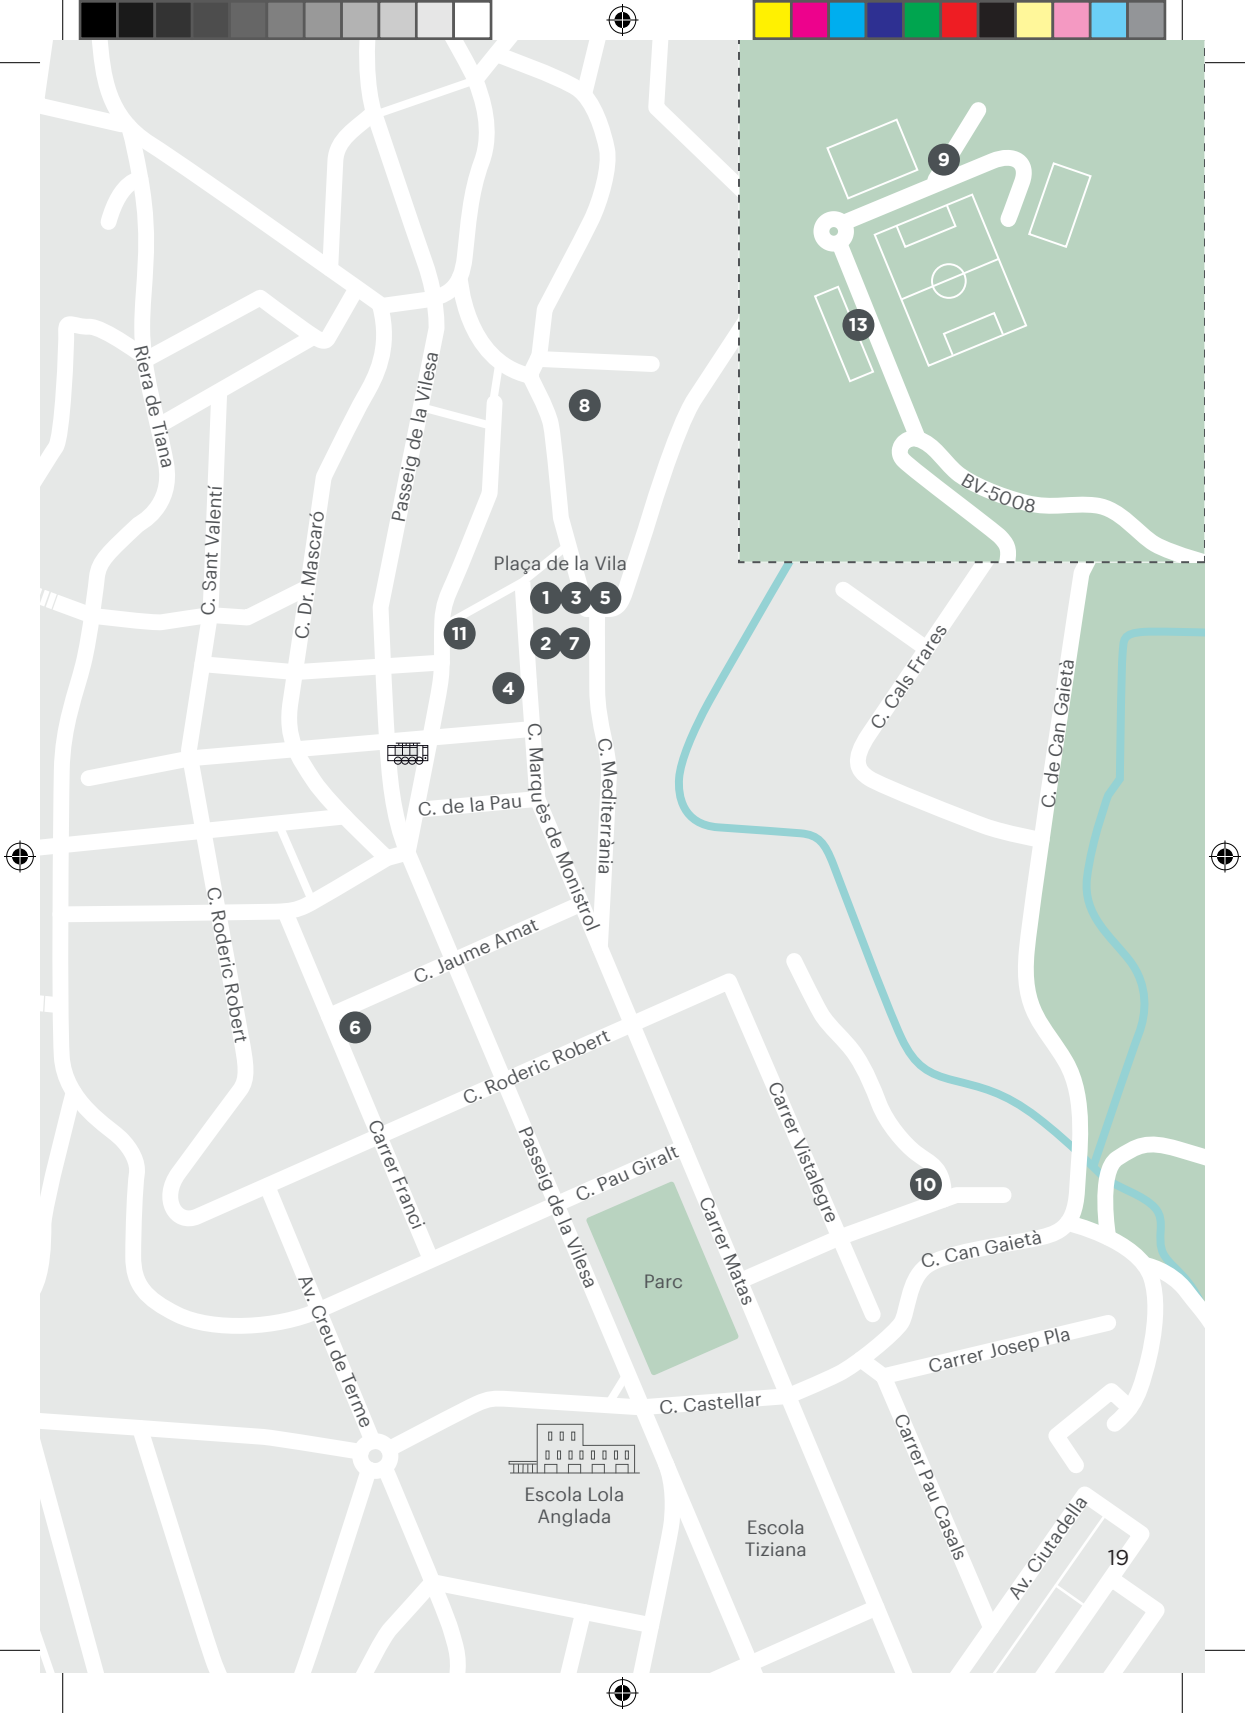 9
13
BV-5008
Riera de Tiana
Passeig de la Vilesa
8
C. Sant Valentí
C. Dr. Mascaró
Plaça de la Vila
1 3 5
11
2 7
4
C. Cals Frares
C. de Can Gaietà
C. Marquès de Monistrol
C. Mediterrània
C. de la Pau
C. Roderic Robert
C. Jaume Amat
6
C. Roderic Robert
Carrer Franci
Passeig de la Vilesa
C. Pau Giralt
Carrer Vistalegre
10
Carrer Matas
C. Can Gaietà
Parc
Av. Creu de Terme
Carrer Josep Pla
C. Castellar
Carrer Pau Casals
Escola Lola
Anglada
Escola
Tiziana
Av. Ciutadella
19